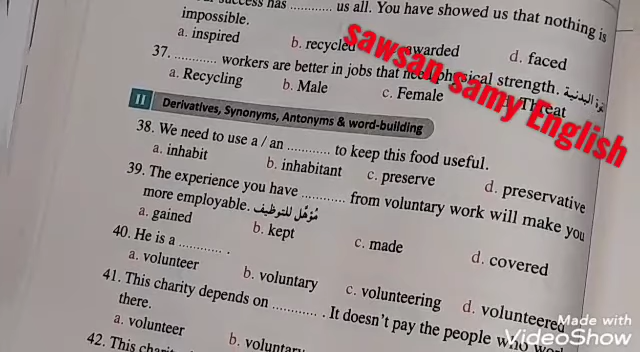 success has ............ us all. You have showed us that nothing is
impossible.
a. inspired b. recycled awarded d. faced
37. ............ workers are better in jobs that need physical strength. قوة البدنية
a. Recycling b. Male c. Female Threat
sawsan samy English
II Derivatives, Synonyms, Antonyms & word-building
38. We need to use a / an ............ to keep this food useful.
a. inhabit b. inhabitant c. preserve d. preservative
39. The experience you have ............ from voluntary work will make you
more employable. مُؤهَّل للتوظيف
a. gained b. kept c. made d. covered
40. He is a ............ .
a. volunteer b. voluntary c. volunteering d. volunteered
41. This charity depends on ............ . It doesn't pay the people who work
there.
a. volunteer b. voluntary
42. This charity
Made with
VideoShow